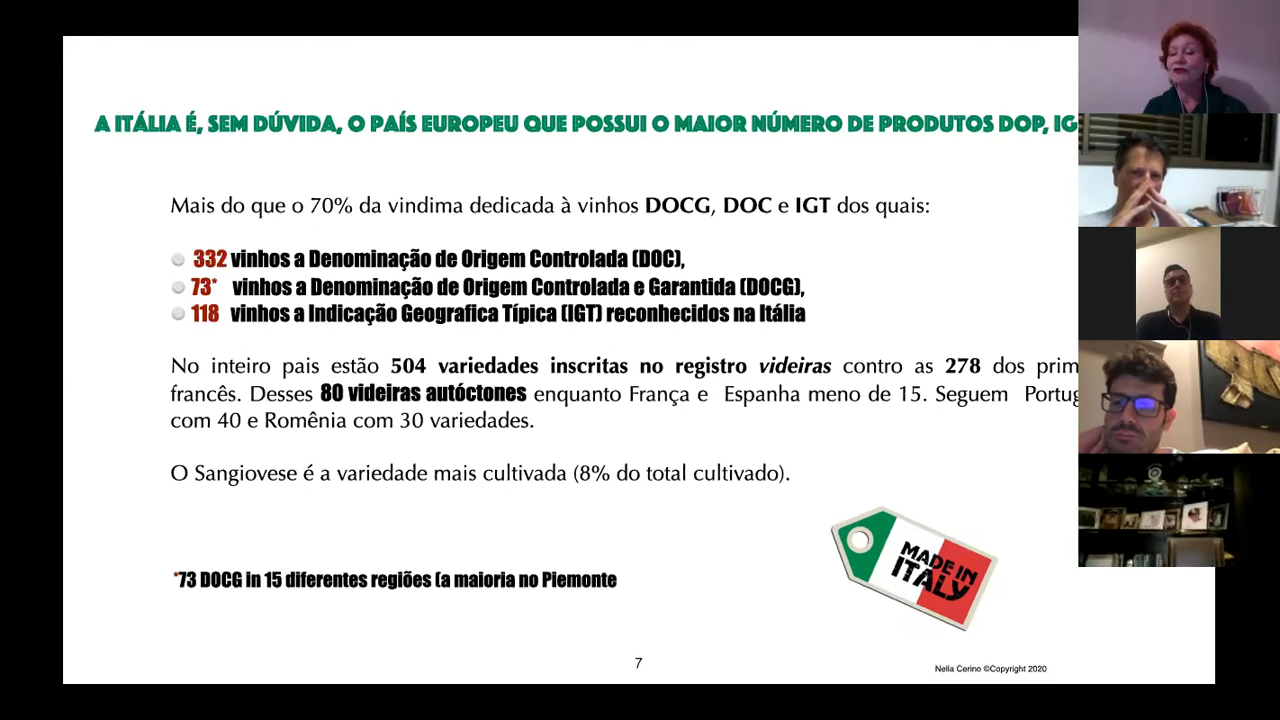 A ITÁLIA É, SEM DÚVIDA, O PAÍS EUROPEU QUE POSSUI O MAIOR NÚMERO DE PRODUTOS DOP,
Mais do que o 70% da vindima dedicada à vinhos DOCG, DOC e IGT dos quais:
332 vinhos a Denominação de Origem Controlada (DOC),
73* vinhos a Denominação de Origem Controlada e Garantida (DOCG),
118 vinhos a Indicação Geografica Típica (IGT) reconhecidos na Itália
No inteiro pais estão 504 variedades inscritas no registro videiras contro as 278 dos
francês. Desses 80 videiras autóctones enquanto França e Espanha meno de 15. Seguem
com 40 e Romênia com 30 variedades.
O Sangiovese é a variedade mais cultivada (8% do total cultivado).
MADE IN
ITALY
*73 DOCG in 15 diferentes regiões (a maioria no Piemonte
7
Nella Cerino ©Copyright 2020